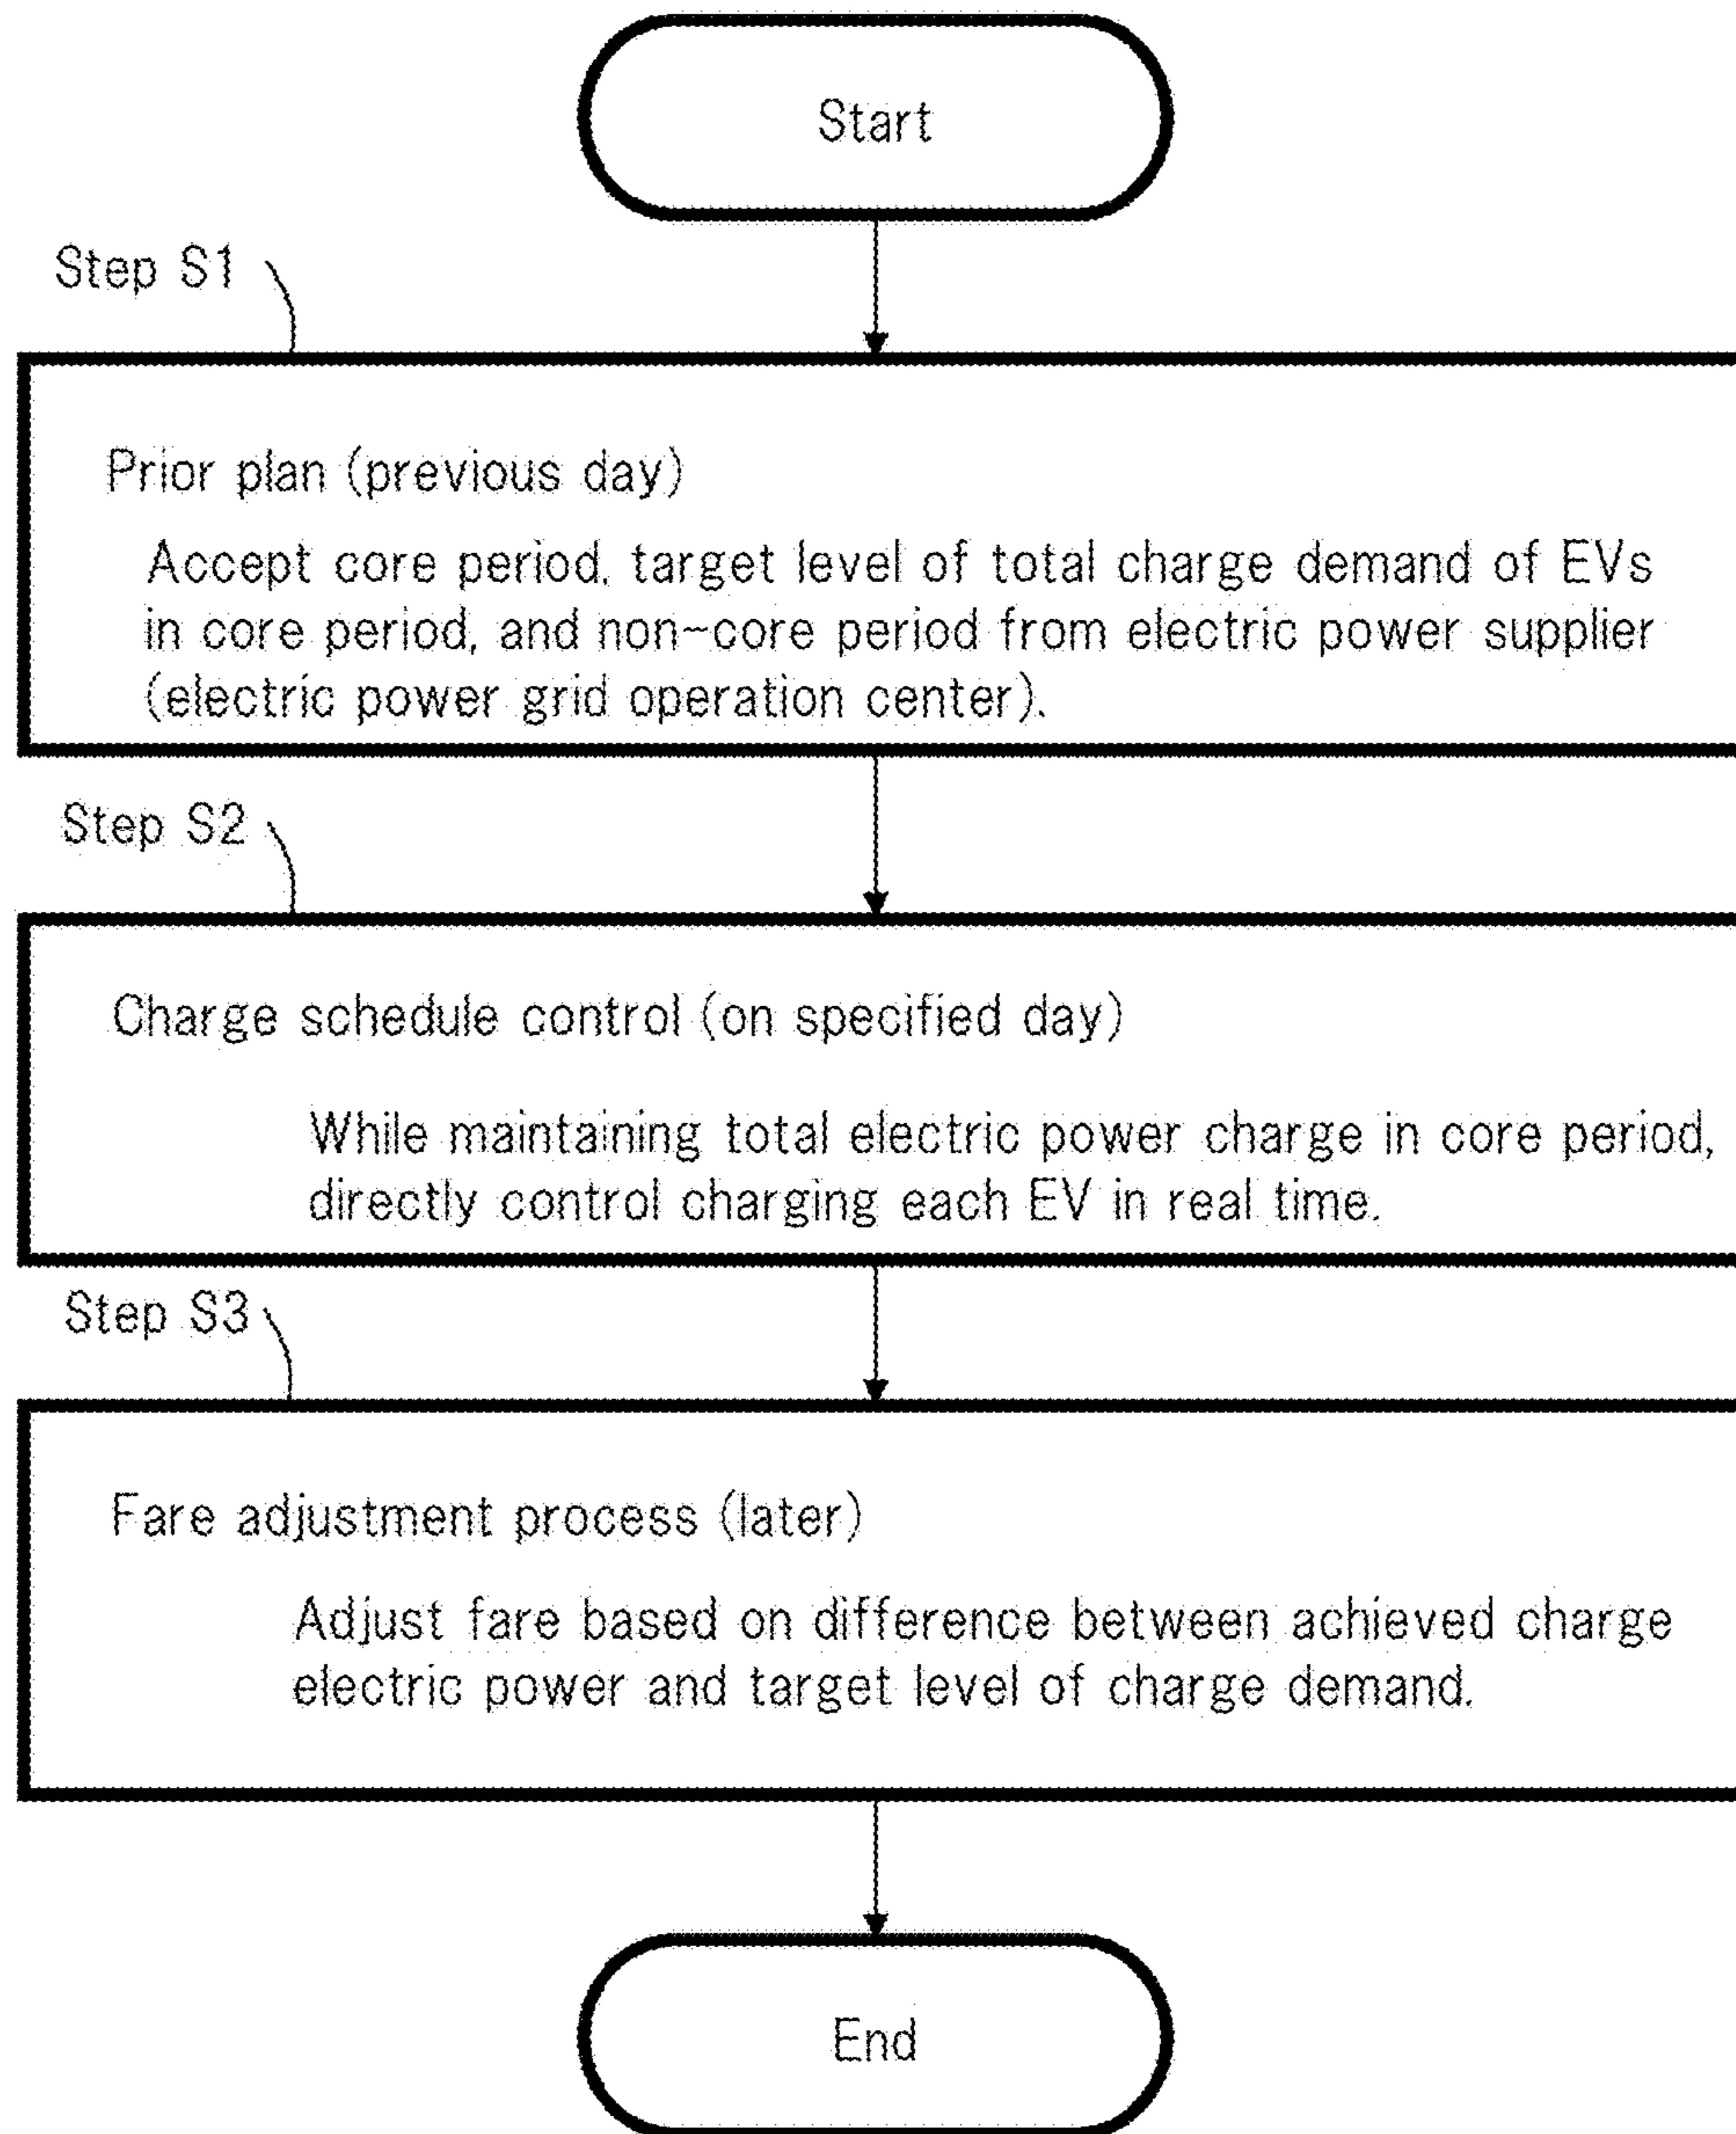 Start
Step S1
Prior plan (previous day)
Accept core period, target level of total charge demand of EVs
in core period, and non-core period from electric power supplier
(electric power grid operation center).
Step S2
Charge schedule control (on specified day)
While maintaining total electric power charge in core period,
directly control charging each EV in real time.
Step S3
Fare adjustment process (later)
Adjust fare based on difference between achieved charge
electric power and target level of charge demand.
End